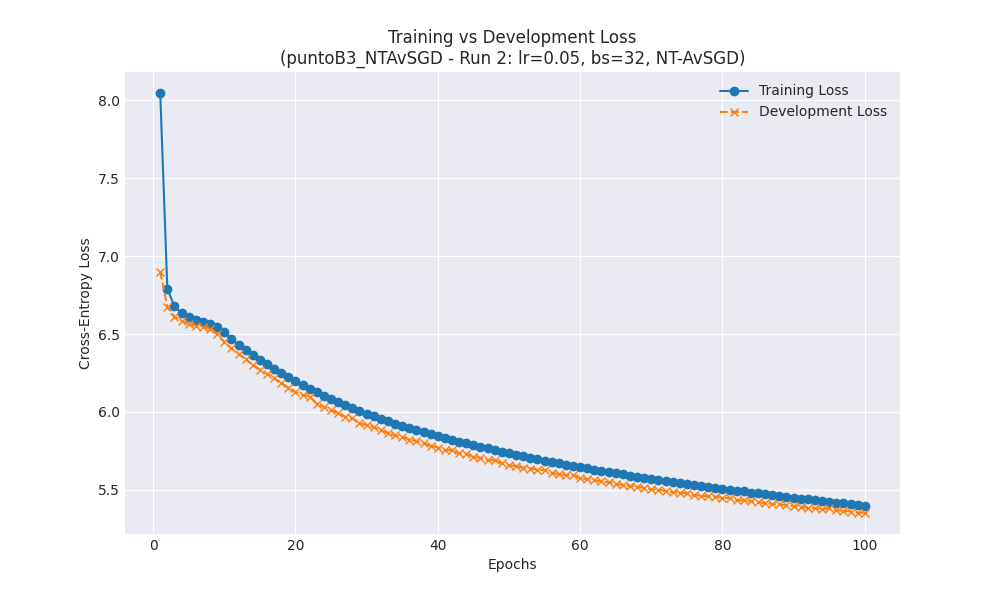 Training vs Development Loss
(puntoB3_NTAvSGD - Run 2: lr=0.05, bs=32, NT-AvSGD)
Training Loss
Development Loss
Cross-Entropy Loss
8.0
7.5
7.0
6.5
6.0
5.5
0 20 40 60 80 100
Epochs